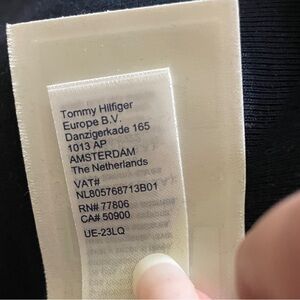 Tommy Hilfiger
Europe B.V.
Danzigerkade 165
1013 AP
AMSTERDAM
The Netherlands
VAT#
NL805768713B01
RN# 77806
CA# 50900
UE-23LQ